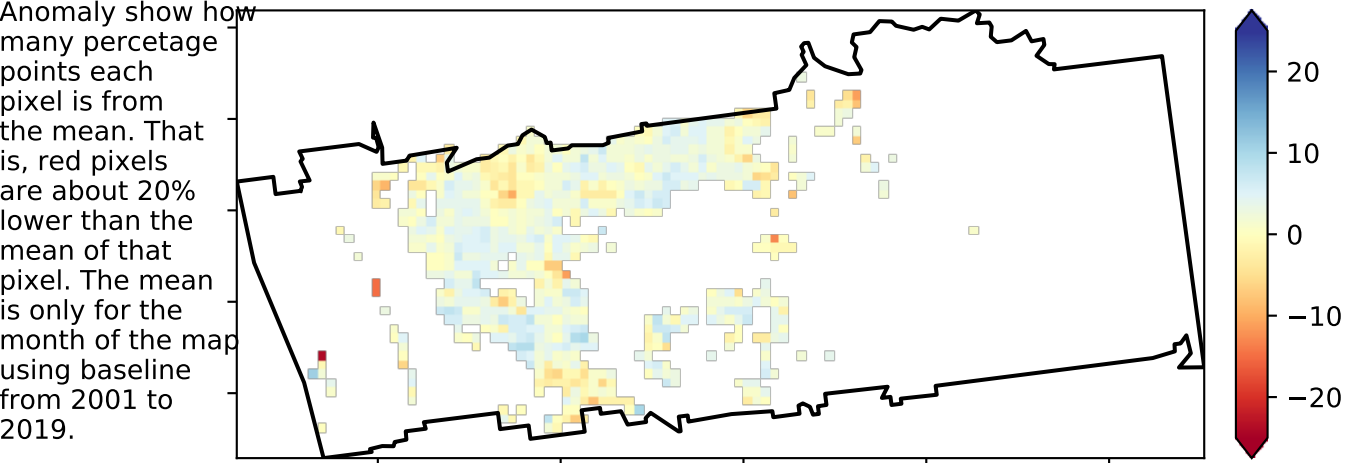 Anomaly show how
many percetage
points each
pixel is from
the mean. That
is, red pixels
are about 20%
lower than the
mean of that
pixel. The mean
is only for the
month of the map
using baseline
from 2001 to
2019.
20
10
0
−10
−20